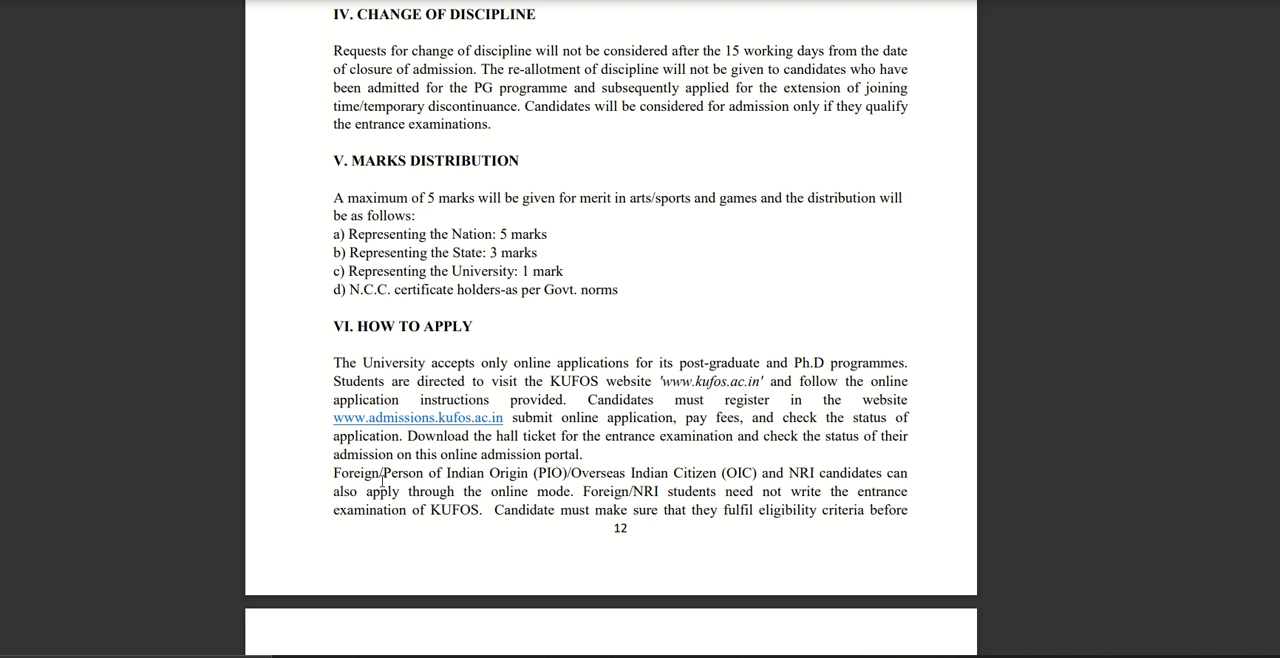 IV. CHANGE OF DISCIPLINE
Requests for change of discipline will not be considered after the 15 working days from the date
of closure of admission. The re-allotment of discipline will not be given to candidates who have
been admitted for the PG programme and subsequently applied for the extension of joining
time/temporary discontinuance. Candidates will be considered for admission only if they qualify
the entrance examinations.
V. MARKS DISTRIBUTION
A maximum of 5 marks will be given for merit in arts/sports and games and the distribution will
be as follows:
a) Representing the Nation: 5 marks
b) Representing the State: 3 marks
c) Representing the University: 1 mark
d) N.C.C. certificate holders-as per Govt. norms
VI. HOW TO APPLY
The University accepts only online applications for its post-graduate and Ph.D programmes.
Students are directed to visit the KUFOS website 'www.kufos.ac.in' and follow the online
application instructions provided. Candidates must register in the website
www.admissions.kufos.ac.in submit online application, pay fees, and check the status of
application. Download the hall ticket for the entrance examination and check the status of their
admission on this online admission portal.
Foreign/Person of Indian Origin (PIO)/Overseas Indian Citizen (OIC) and NRI candidates can
also apply through the online mode. Foreign/NRI students need not write the entrance
examination of KUFOS. Candidate must make sure that they fulfil eligibility criteria before
12